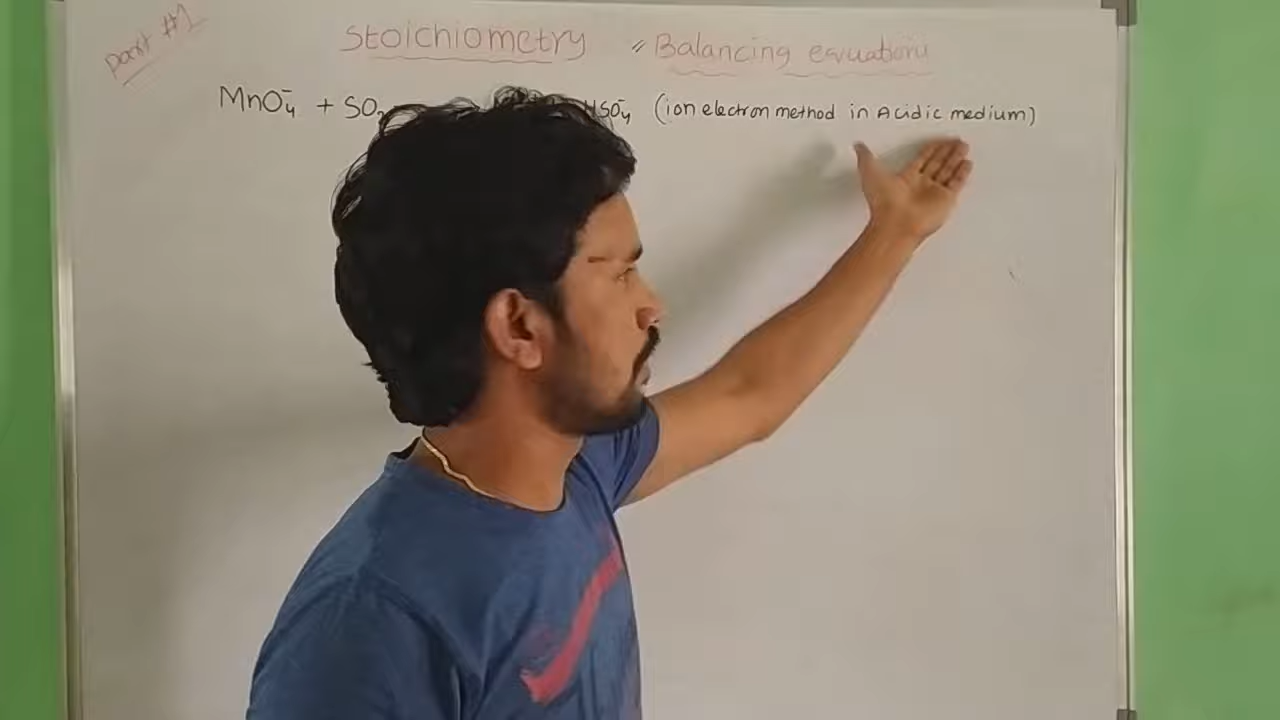 Part #1
Stoichiometry " Balancing equations
MnO₄⁻ + SO₂ HSO₄⁻ (ion electron method in Acidic medium)